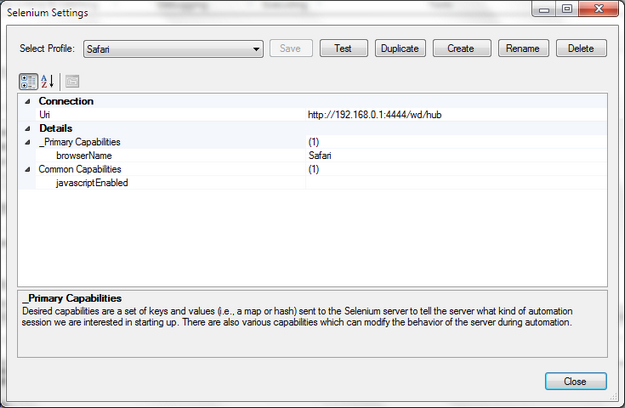 Selenium Settings
Select Profile: Safari Save Test Duplicate Create Rename Delete
Connection
Uri http://192.168.0.1:4444/wd/hub
Details
_Primary Capabilities (1)
browserName Safari
Common Capabilities (1)
javascriptEnabled
_Primary Capabilities
Desired capabilities are a set of keys and values (i.e., a map or hash) sent to the Selenium server to tell the server what kind of automation
session we are interested in starting up. There are also various capabilities which can modify the behavior of the server during automation.
Close